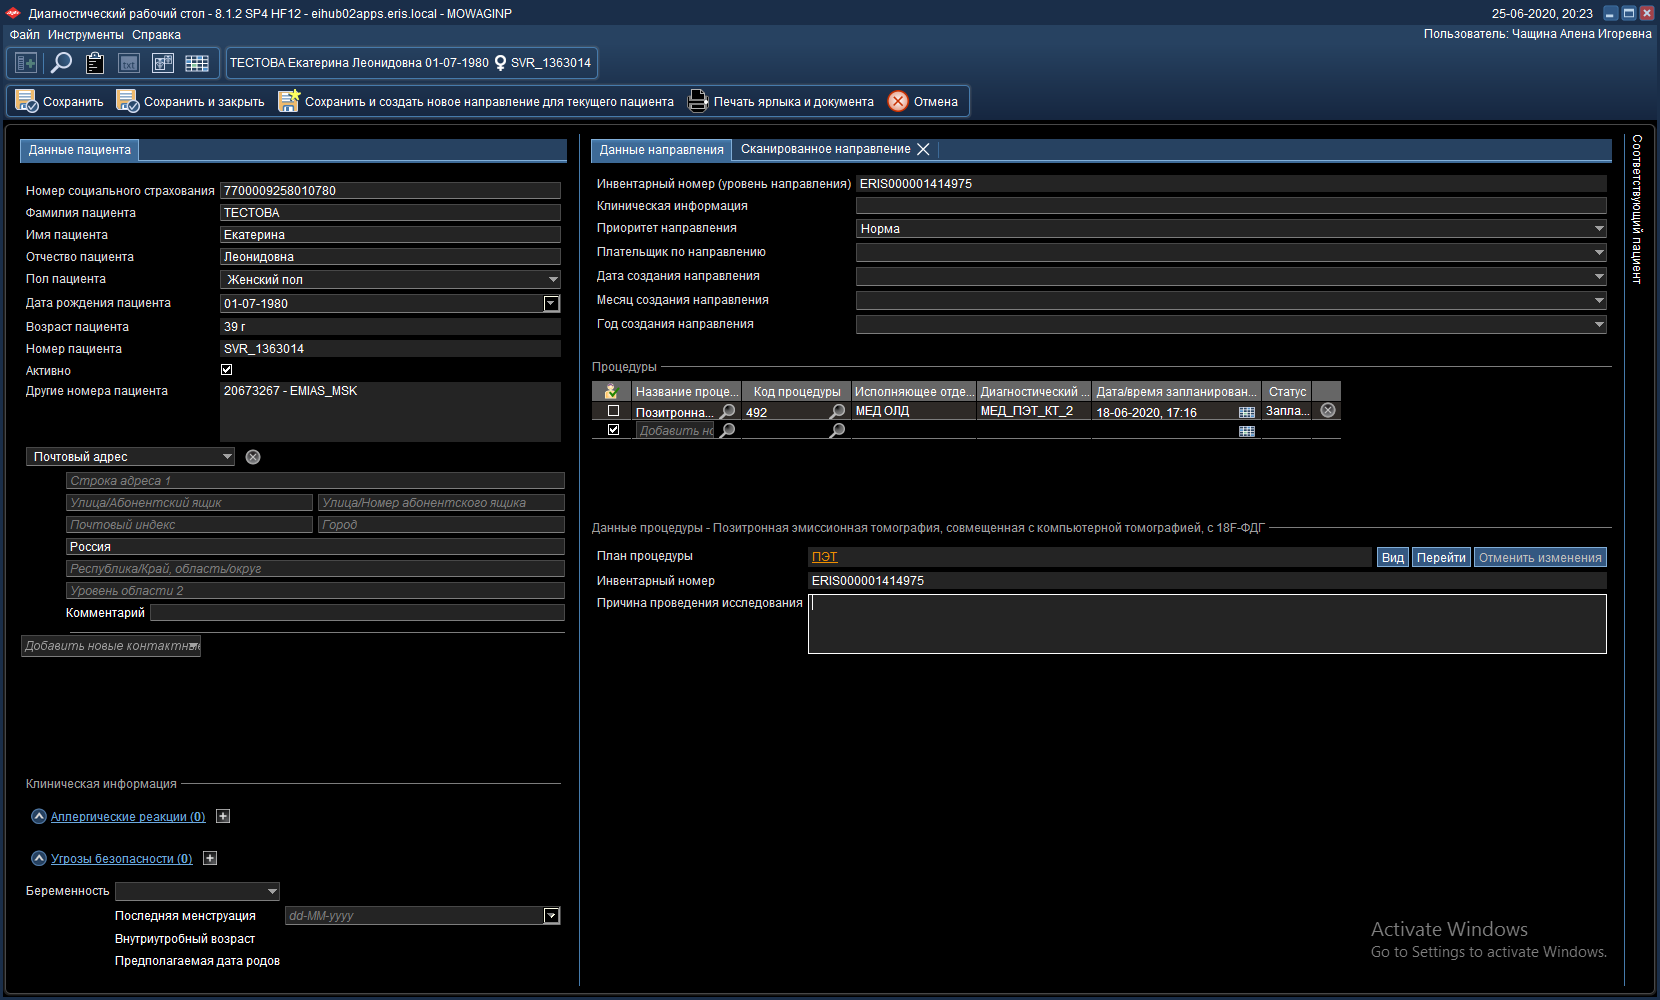 Диагностический рабочий стол - 8.1.2 SP4 HF12 - eihub02apps.eris.local - MOWAGINP
25-06-2020, 20:23
Файл Инструменты Справка
Пользователь: Чащина Алена Игоревна
txt
ТЕСТОВА Екатерина Леонидовна 01-07-1980 SVR_1363014
Сохранить
Сохранить и закрыть
Сохранить и создать новое направление для текущего пациента
Печать ярлыка и документа
Отмена
Данные пациента
Номер социального страхования 7700009258010780
Фамилия пациента ТЕСТОВА
Имя пациента Екатерина
Отчество пациента Леонидовна
Пол пациента Женский пол
Дата рождения пациента 01-07-1980
Возраст пациента 39 г
Номер пациента SVR_1363014
Активно
Другие номера пациента 20673267 - EMIAS_MSK
Почтовый адрес
Строка адреса 1
Улица/Абонентский ящик Улица/Номер абонентского ящика
Почтовый индекс Город
Россия
Республика/Край, область/округ
Уровень области 2
Комментарий
Добавить новые контактны
Клиническая информация
Аллергические реакции (0)
Угрозы безопасности (0)
Беременность
Последняя менструация dd-MM-yyyy
Внутриутробный возраст
Предполагаемая дата родов
Данные направления Сканированное направление
Инвентарный номер (уровень направления) ERIS000001414975
Клиническая информация
Приоритет направления Норма
Плательщик по направлению
Дата создания направления
Месяц создания направления
Год создания направления
Процедуры
Название проце... Код процедуры Исполняющее отде... Диагностический ... Дата/время запланирован... Статус
Позитронна... 492 МЕД ОЛД МЕД_ПЭТ_КТ_2 18-06-2020, 17:16 Запла...
Добавить но
Данные процедуры - Позитронная эмиссионная томография, совмещенная с компьютерной томографией, с 18F-ФДГ
План процедуры ПЭТ Вид Перейти Отменить изменения
Инвентарный номер ERIS000001414975
Причина проведения исследования
Соответствующий пациент
Activate Windows
Go to Settings to activate Windows.